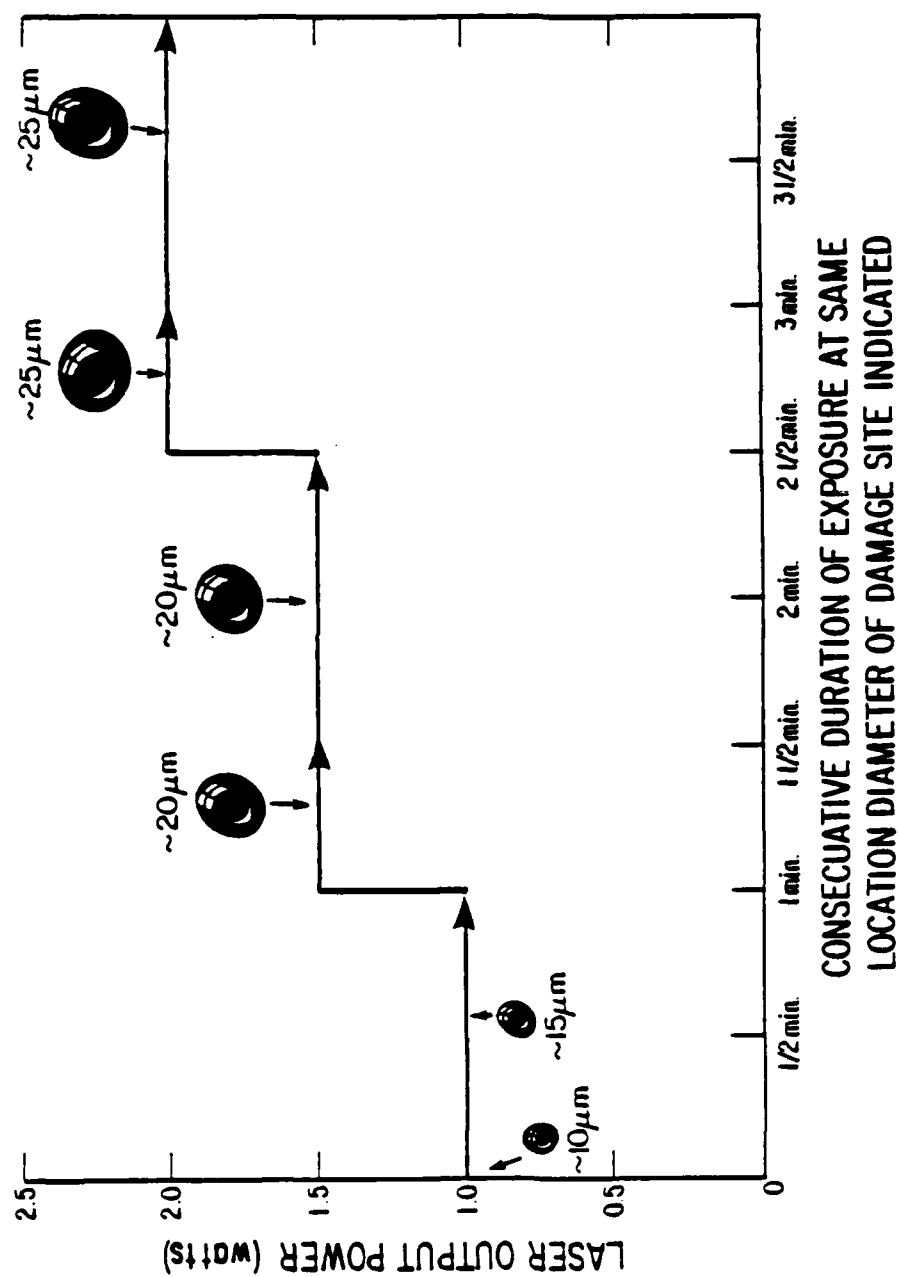 LASER OUTPUT POWER (watts)
2.5
2.0
1.5
1.0
0.5
0
~10μm
~15μm
~20μm
~20μm
~25μm
~25μm
1/2 min.
1 min.
1 1/2 min.
2 min.
2 1/2 min.
3 min.
3 1/2 min.
CONSECUATIVE DURATION OF EXPOSURE AT SAME
LOCATION DIAMETER OF DAMAGE SITE INDICATED